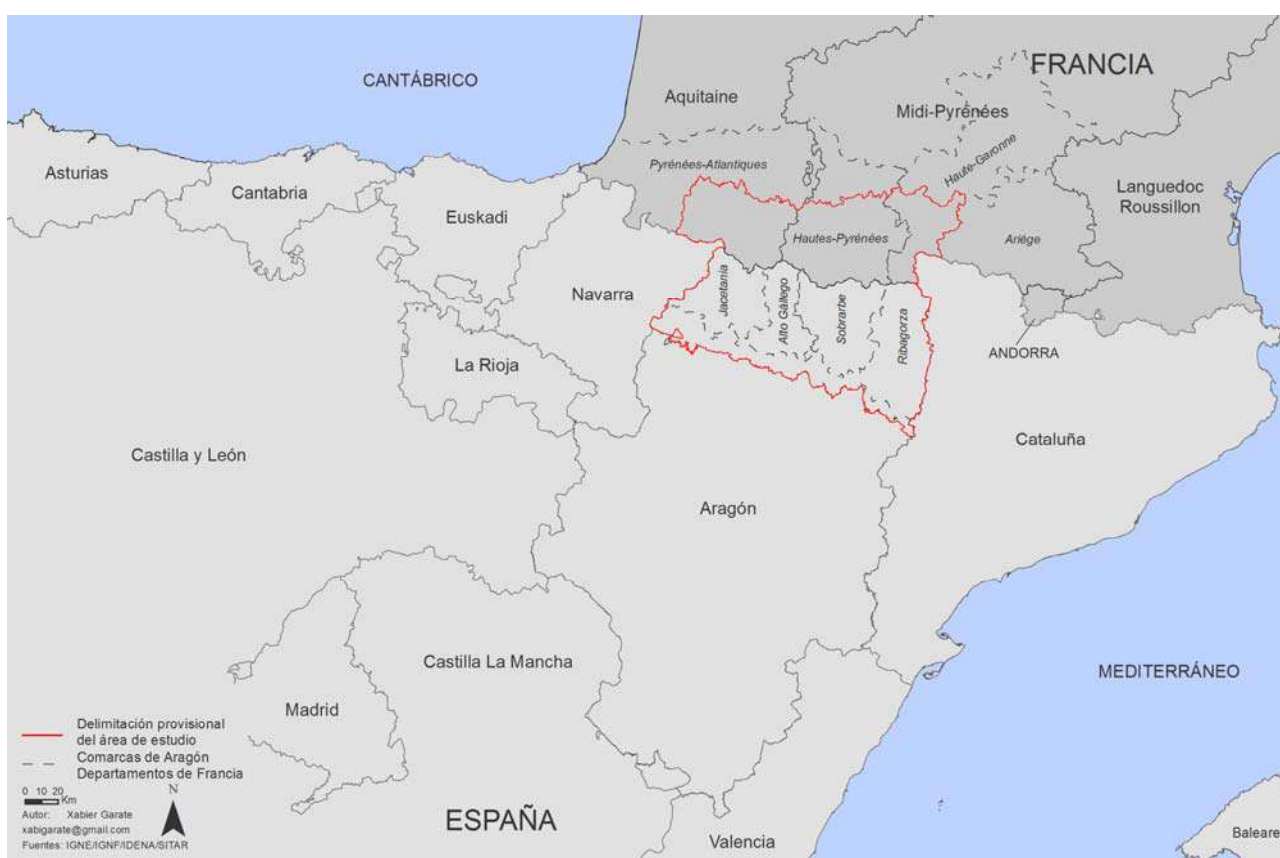 CANTÁBRICO
FRANCIA
Aquitaine
Midi-Pyrénées
Haute-Garonne
Pyrénées-Atlantiques
Asturias
Cantabria
Euskadi
Languedoc
Roussillon
Hautes-Pyrénées
Ariége
Navarra
Jacetania
Alto Gállego
Sobrarbe
Ribagorza
ANDORRA
La Rioja
Cataluña
Castilla y León
Aragón
Castilla La Mancha
MEDITERRÁNEO
Madrid
Delimitación provisional
del área de estudio
Comarcas de Aragón
Departamentos de Francia
N
0 10 20
Km
Autor: Xabier Garate
xabigarate@gmail.com
Fuentes: IGNE/IGNF/IDENA/SITAR
ESPAÑA
Valencia
Baleare